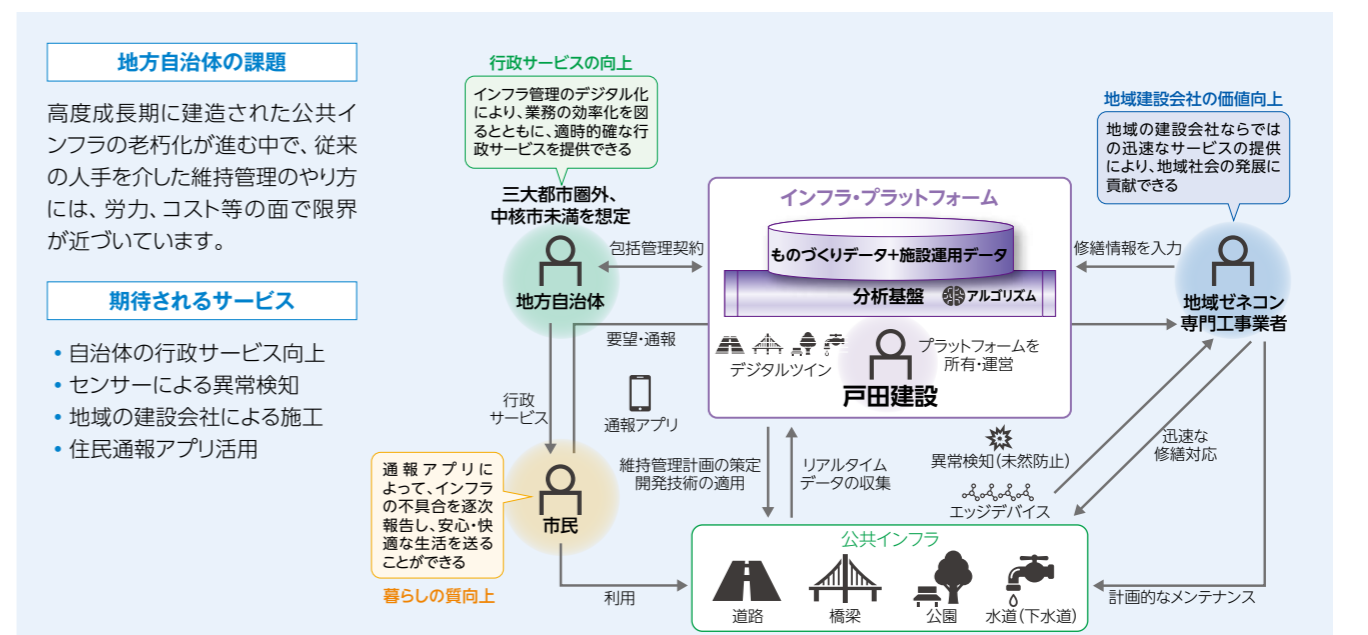 地方自治体の課題
高度成長期に建造された公共イ
ンフラの老朽化が進む中で、従来
の人手を介した維持管理のやり方
には、労力、コスト等の面で限界
が近づいています。
期待されるサービス
• 自治体の行政サービス向上
• センサーによる異常検知
• 地域の建設会社による施工
• 住民通報アプリ活用
行政サービスの向上
インフラ管理のデジタル化
により、業務の効率化を図
るとともに、適時的確な行
政サービスを提供できる
三大都市圏外、
中核市未満を想定
地方自治体
包括管理契約
インフラ・プラットフォーム
ものづくりデータ+施設運用データ
分析基盤
アルゴリズム
デジタルツイン
プラットフォームを
所有・運営
戸田建設
地域建設会社の価値向上
地域の建設会社ならでは
の迅速なサービスの提供
により、地域社会の発展に
貢献できる
修繕情報を入力
地域ゼネコン
専門工事業者
要望・通報
通報アプリ
行政
サービス
通報アプリに
よって、インフラ
の不具合を逐次
報告し、安心・快
適な生活を送る
ことができる
暮らしの質向上
市民
維持管理計画の策定
開発技術の適用
リアルタイム
データの収集
異常検知(未然防止)
エッジデバイス
迅速な
修繕対応
利用
公共インフラ
道路
橋梁
公園
水道(下水道)
計画的なメンテナンス